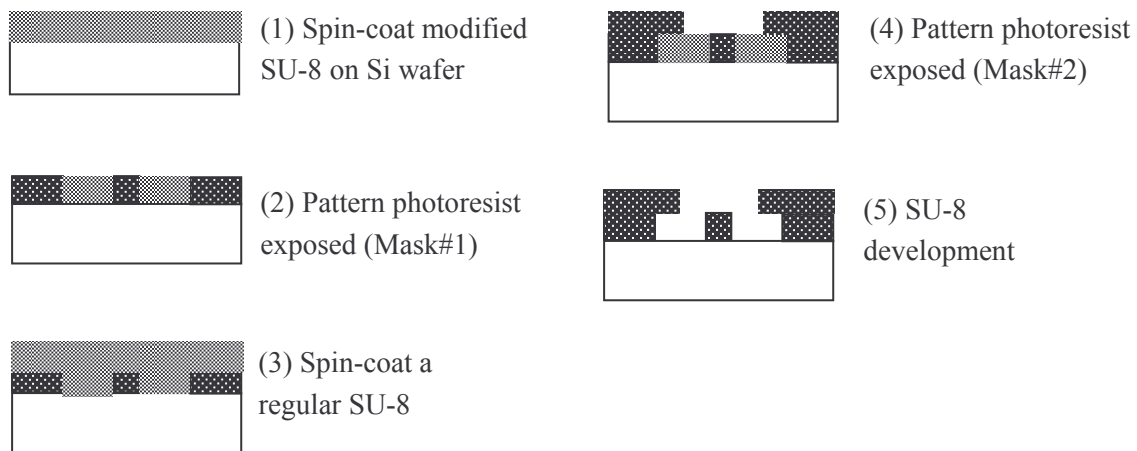 (1) Spin-coat modified
SU-8 on Si wafer
(2) Pattern photoresist
exposed (Mask#1)
(3) Spin-coat a
regular SU-8
(4) Pattern photoresist
exposed (Mask#2)
(5) SU-8
development